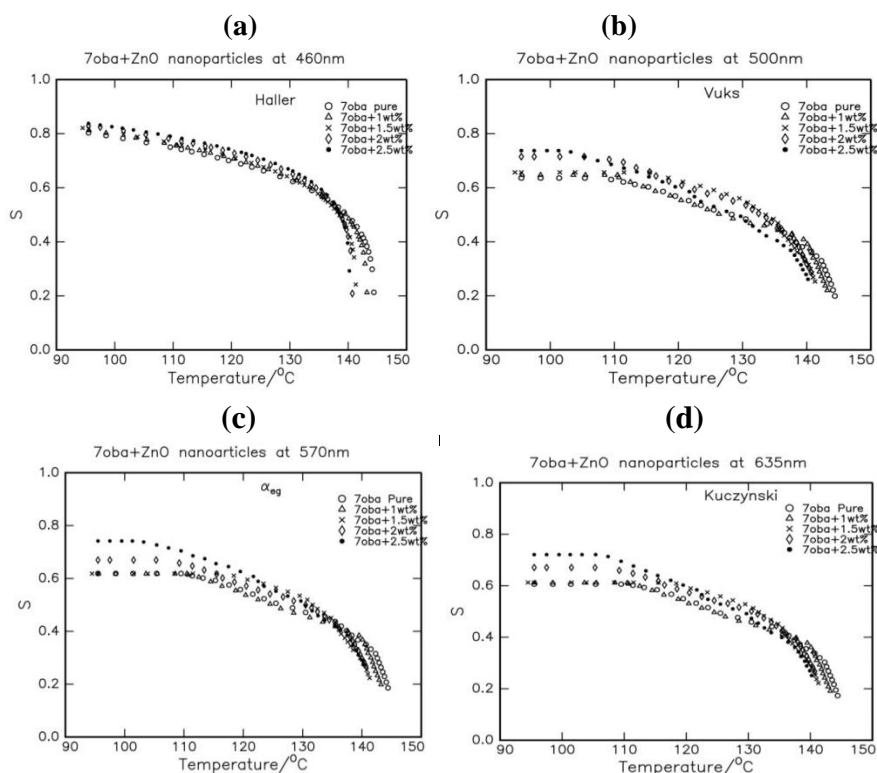 (a)
7oba+ZnO nanoparticles at 460nm
1.0
Haller
7oba pure
7oba+1wt%
0.8
7oba+1.5wt%
7oba+2wt%
7oba+2.5wt%
0.6
S
0.4
0.2
0.0
90 100 110 120 130 140 150
Temperature/°C
(b)
7oba+ZnO nanoparticles at 500nm
1.0
Vuks
7oba pure
7oba+1wt%
0.8
7oba+1.5wt%
7oba+2wt%
7oba+2.5wt%
0.6
S
0.4
0.2
0.0
90 100 110 120 130 140 150
Temperature/°C
(c)
7oba+ZnO nanoarticles at 570nm
1.0
αeg
7oba Pure
7oba+1wt%
0.8
7oba+1.5wt%
7oba+2wt%
7oba+2.5wt%
0.6
S
0.4
0.2
0.0
90 100 110 120 130 140 150
Temperature/°C
(d)
7oba+ZnO nanoparticles at 635nm
1.0
Kuczynski
7oba Pure
7oba+1wt%
0.8
7oba+1.5wt%
7oba+2wt%
7oba+2.5wt%
0.6
S
0.4
0.2
0.0
90 100 110 120 130 140 150
Temperature/°C